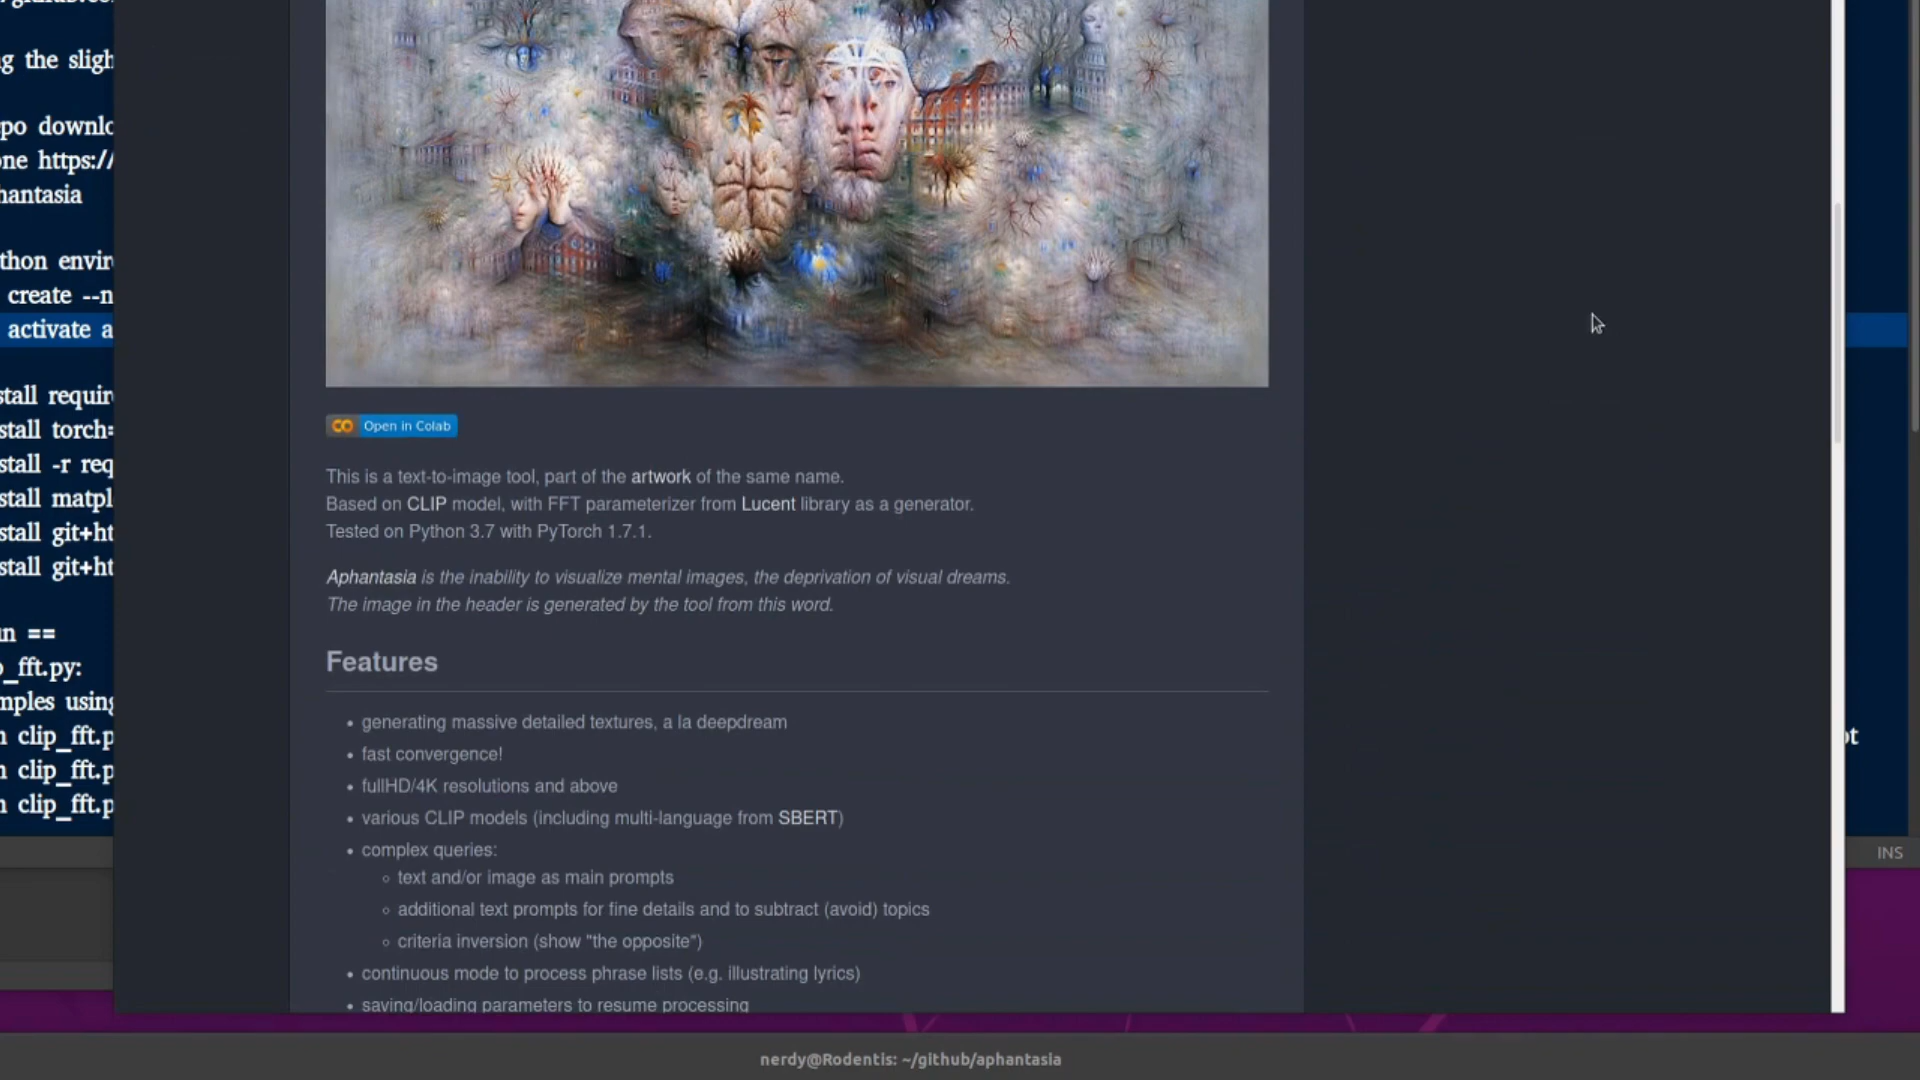 g the sligh
po downlo
one https://
hantasia
thon envir
create --n
activate a
stall requir
stall torch=
stall -r req
stall matpl
stall git+ht
stall git+ht
un ==
o_fft.py:
mples using
n clip_fft.p
n clip_fft.p
n clip_fft.p
Open in Colab
This is a text-to-image tool, part of the artwork of the same name.
Based on CLIP model, with FFT parameterizer from Lucent library as a generator.
Tested on Python 3.7 with PyTorch 1.7.1.
Aphantasia is the inability to visualize mental images, the deprivation of visual dreams.
The image in the header is generated by the tool from this word.
Features
• generating massive detailed textures, a la deepdream
• fast convergence!
• fullHD/4K resolutions and above
• various CLIP models (including multi-language from SBERT)
• complex queries:
◦ text and/or image as main prompts
◦ additional text prompts for fine details and to subtract (avoid) topics
◦ criteria inversion (show "the opposite")
• continuous mode to process phrase lists (e.g. illustrating lyrics)
• saving/loading parameters to resume processing
ot
INS
nerdy@Rodentis: ~/github/aphantasia